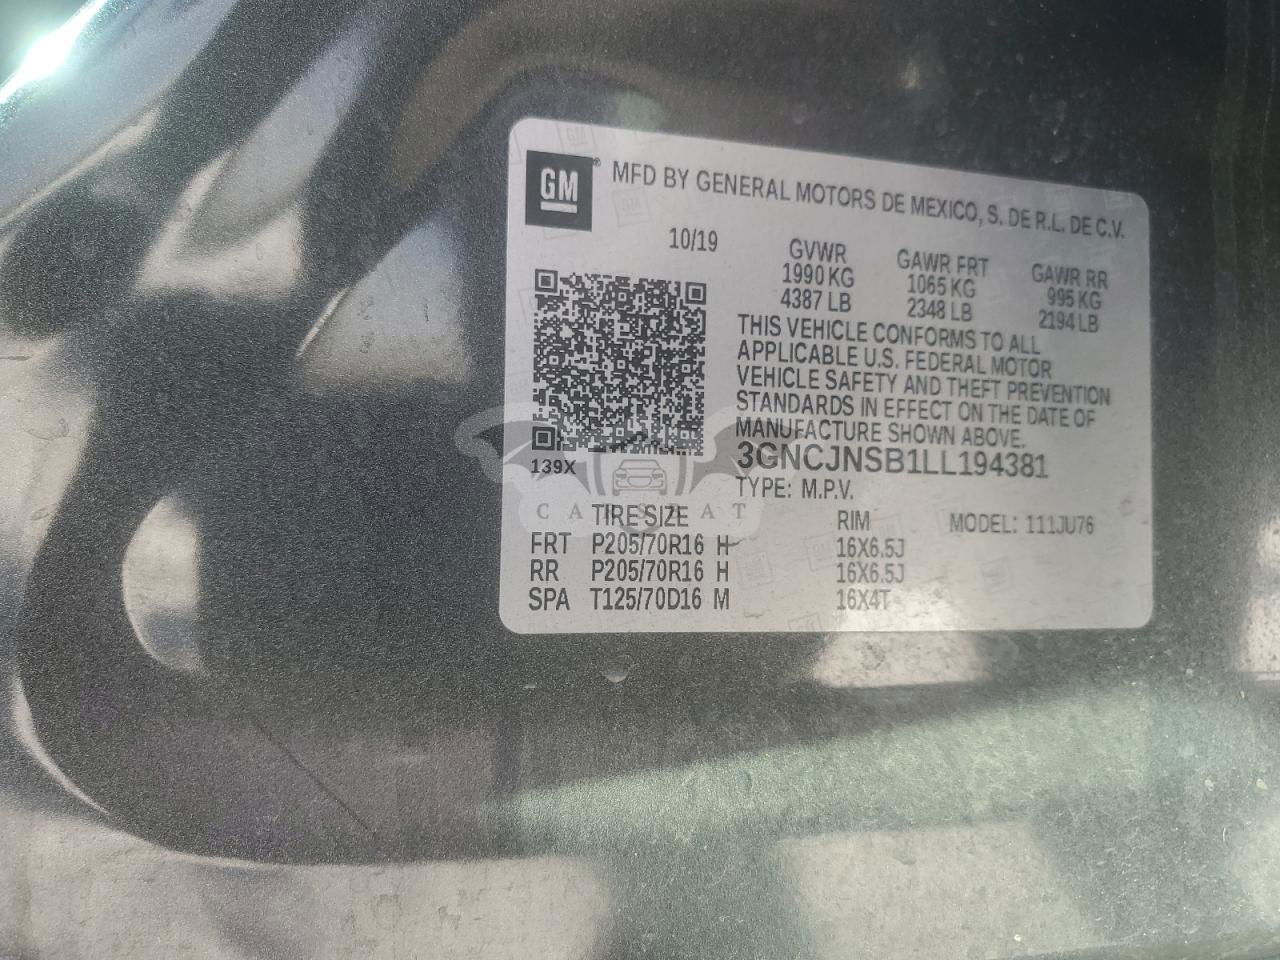 GM
MFD BY GENERAL MOTORS DE MEXICO, S. DE R.L. DE C.V.
10/19
GVWR GAWR FRT GAWR RR
1990 KG 1065 KG 995 KG
4387 LB 2348 LB 2194 LB
THIS VEHICLE CONFORMS TO ALL
APPLICABLE U.S. FEDERAL MOTOR
VEHICLE SAFETY AND THEFT PREVENTION
STANDARDS IN EFFECT ON THE DATE OF
MANUFACTURE SHOWN ABOVE.
139X
3GNCJNSB1LL194381
TYPE: M.P.V.
TIRE SIZE RIM MODEL: 111JU76
FRT P205/70R16 H 16X6.5J
RR P205/70R16 H 16X6.5J
SPA T125/70D16 M 16X4T